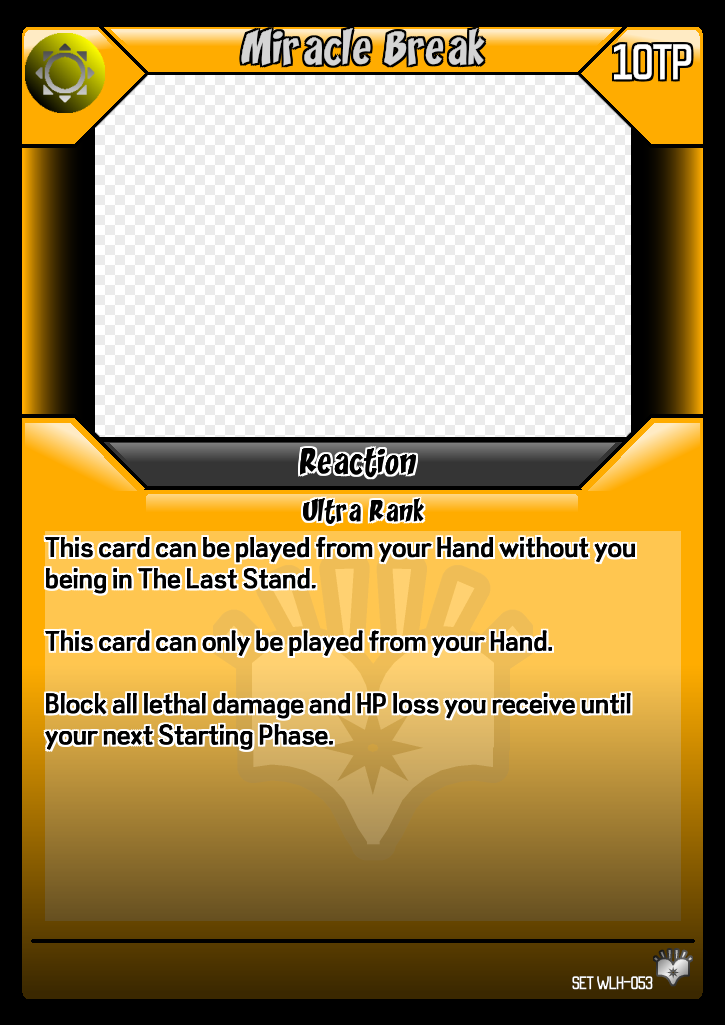 Miracle Break
10TP
Reaction
Ultra Rank
This card can be played from your Hand without you
being in The Last Stand.
This card can only be played from your Hand.
Block all lethal damage and HP loss you receive until
your next Starting Phase.
SET WLH-053